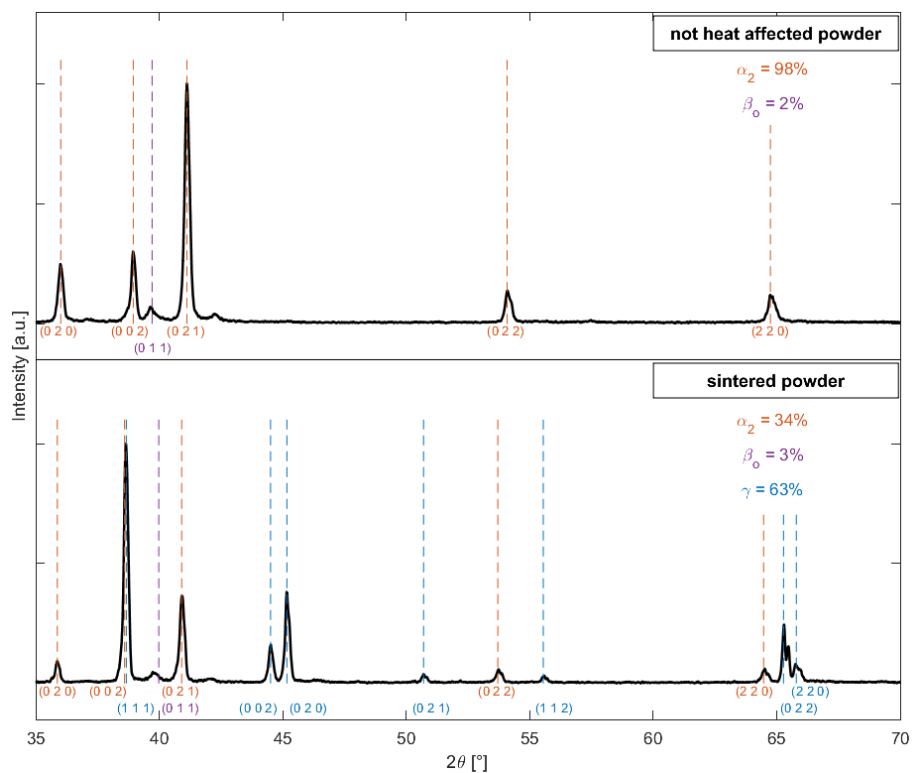 not heat affected powder
α₂ = 98%
βₒ = 2%
(0 2 0) (0 0 2) (0 2 1) (0 2 2) (2 2 0)
(0 1 1)
sintered powder
α₂ = 34%
βₒ = 3%
γ = 63%
(0 2 0) (0 0 2) (0 2 1) (0 2 2) (2 2 0) (2 2 0)
(1 1 1) (0 1 1) (0 0 2) (0 2 0) (0 2 1) (1 1 2) (0 2 2)
35 40 45 50 55 60 65 70
2θ [°]
Intensity [a.u.]